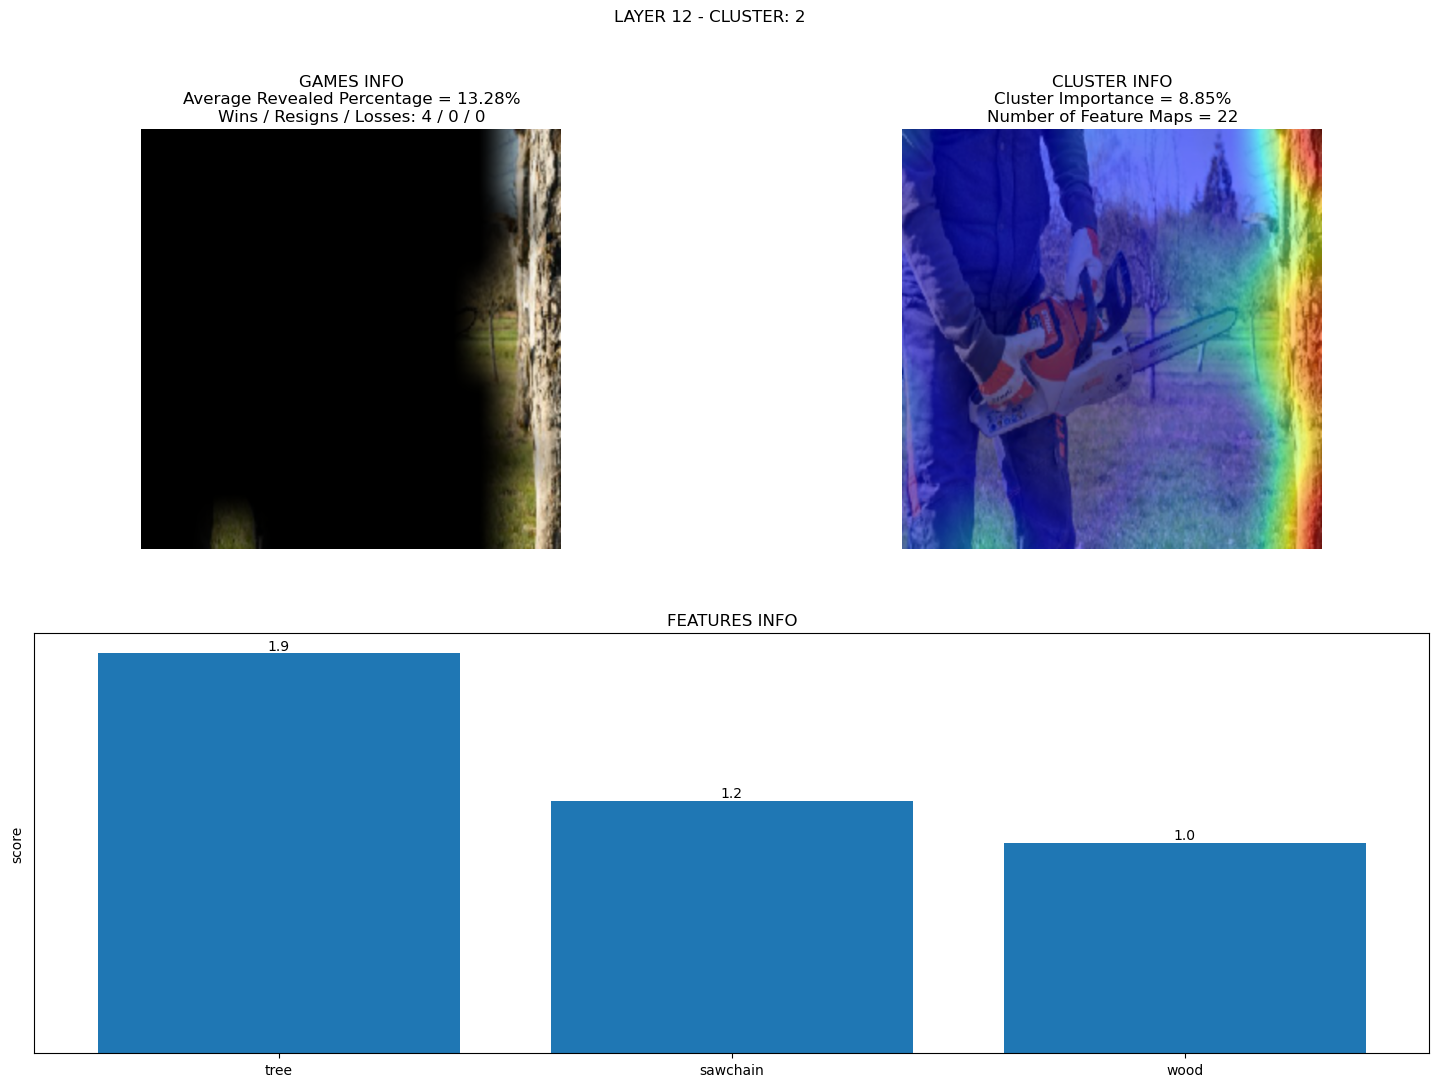 LAYER 12 - CLUSTER: 2
GAMES INFO
Average Revealed Percentage = 13.28%
Wins / Resigns / Losses: 4 / 0 / 0
CLUSTER INFO
Cluster Importance = 8.85%
Number of Feature Maps = 22
FEATURES INFO
score
1.9
1.2
1.0
tree
sawchain
wood